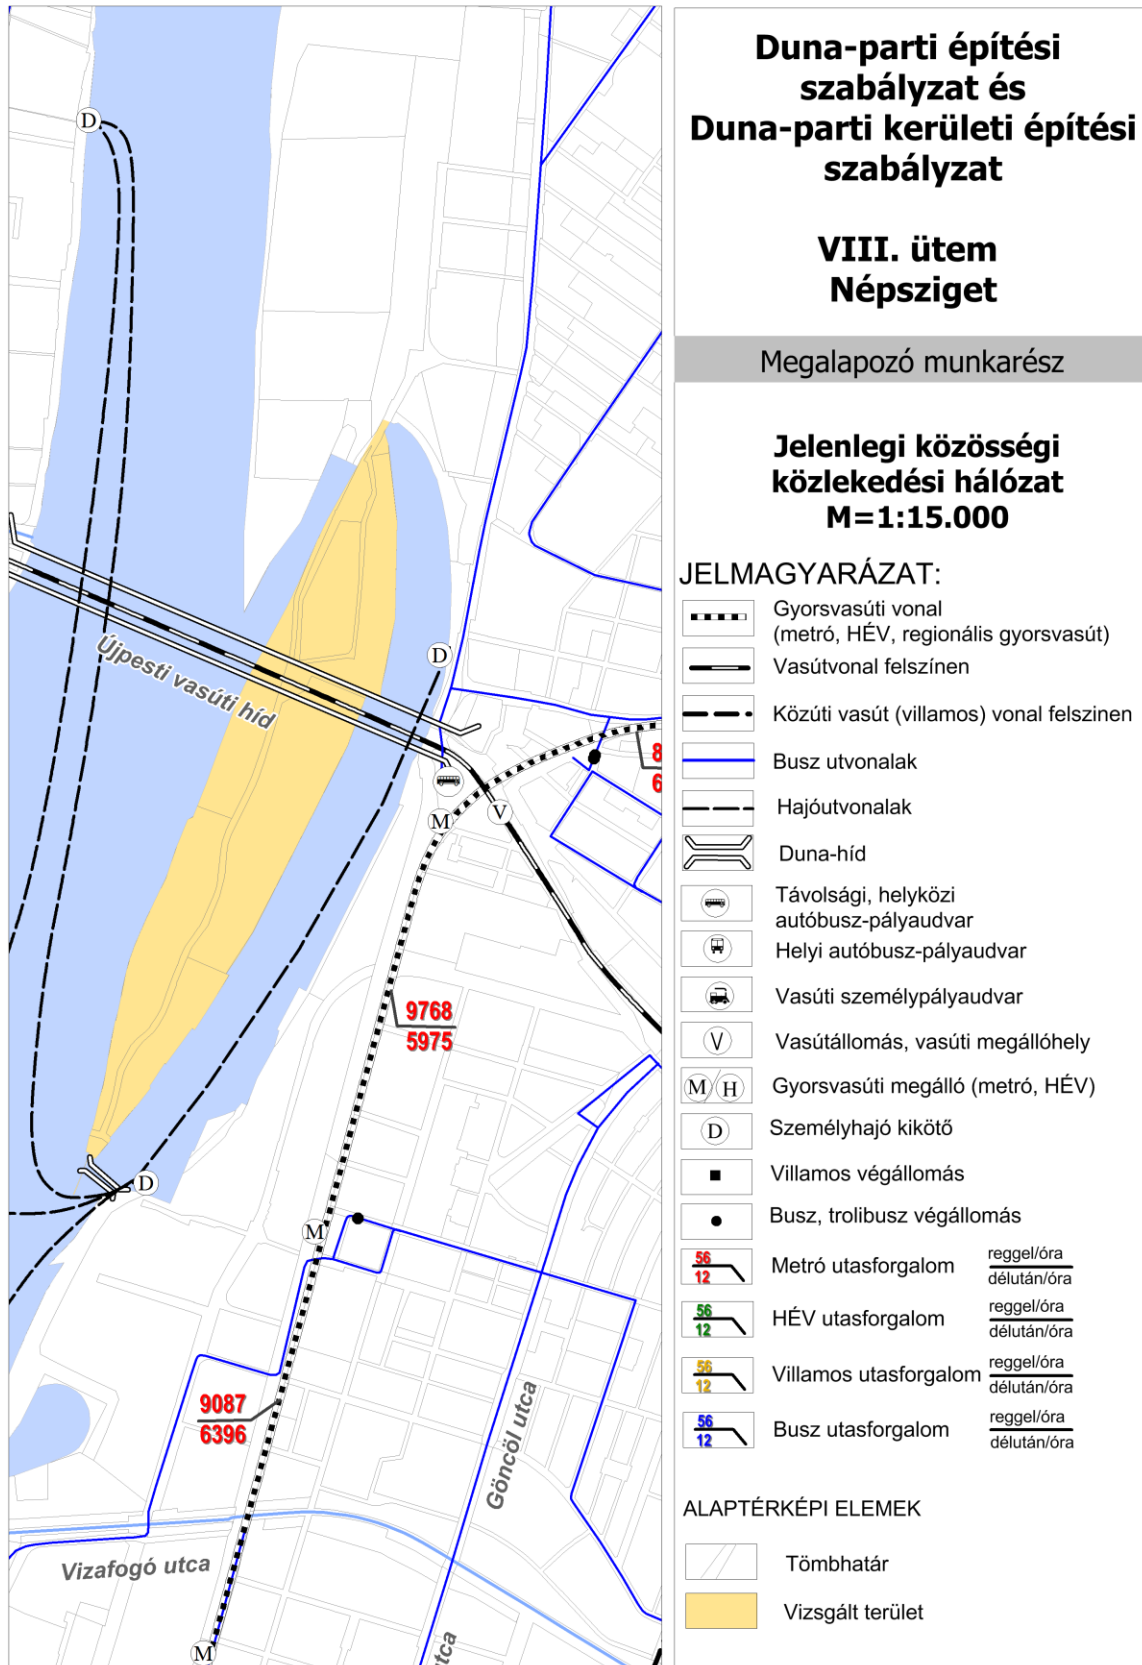 Duna-parti építési
szabályzat és
Duna-parti kerületi építési
szabályzat
VIII. ütem
Népsziget
Megalapozó munkarész
Jelenlegi közösségi
közlekedési hálózat
M=1:15.000
JELMAGYARÁZAT:
Gyorsvasúti vonal
(metró, HÉV, regionális gyorsvasút)
Vasútvonal felszínen
Közúti vasút (villamos) vonal felszinen
Busz utvonalak
Hajóutvonalak
Duna-híd
Távolsági, helyközi
autóbusz-pályaudvar
Helyi autóbusz-pályaudvar
Vasúti személypályaudvar
V Vasútállomás, vasúti megállóhely
M/H Gyorsvasúti megálló (metró, HÉV)
D Személyhajó kikötő
Villamos végállomás
Busz, trolibusz végállomás
56
12
Metró utasforgalom
reggel/óra
délután/óra
56
12
HÉV utasforgalom
reggel/óra
délután/óra
56
12
Villamos utasforgalom
reggel/óra
délután/óra
56
12
Busz utasforgalom
reggel/óra
délután/óra
ALAPTÉRKÉPI ELEMEK
Tömbhatár
Vizsgált terület
D
Újpesti vasúti híd
D
8
6
M
V
9768
5975
D
M
9087
6396
Göncöl utca
Vizafogó utca
M
tca